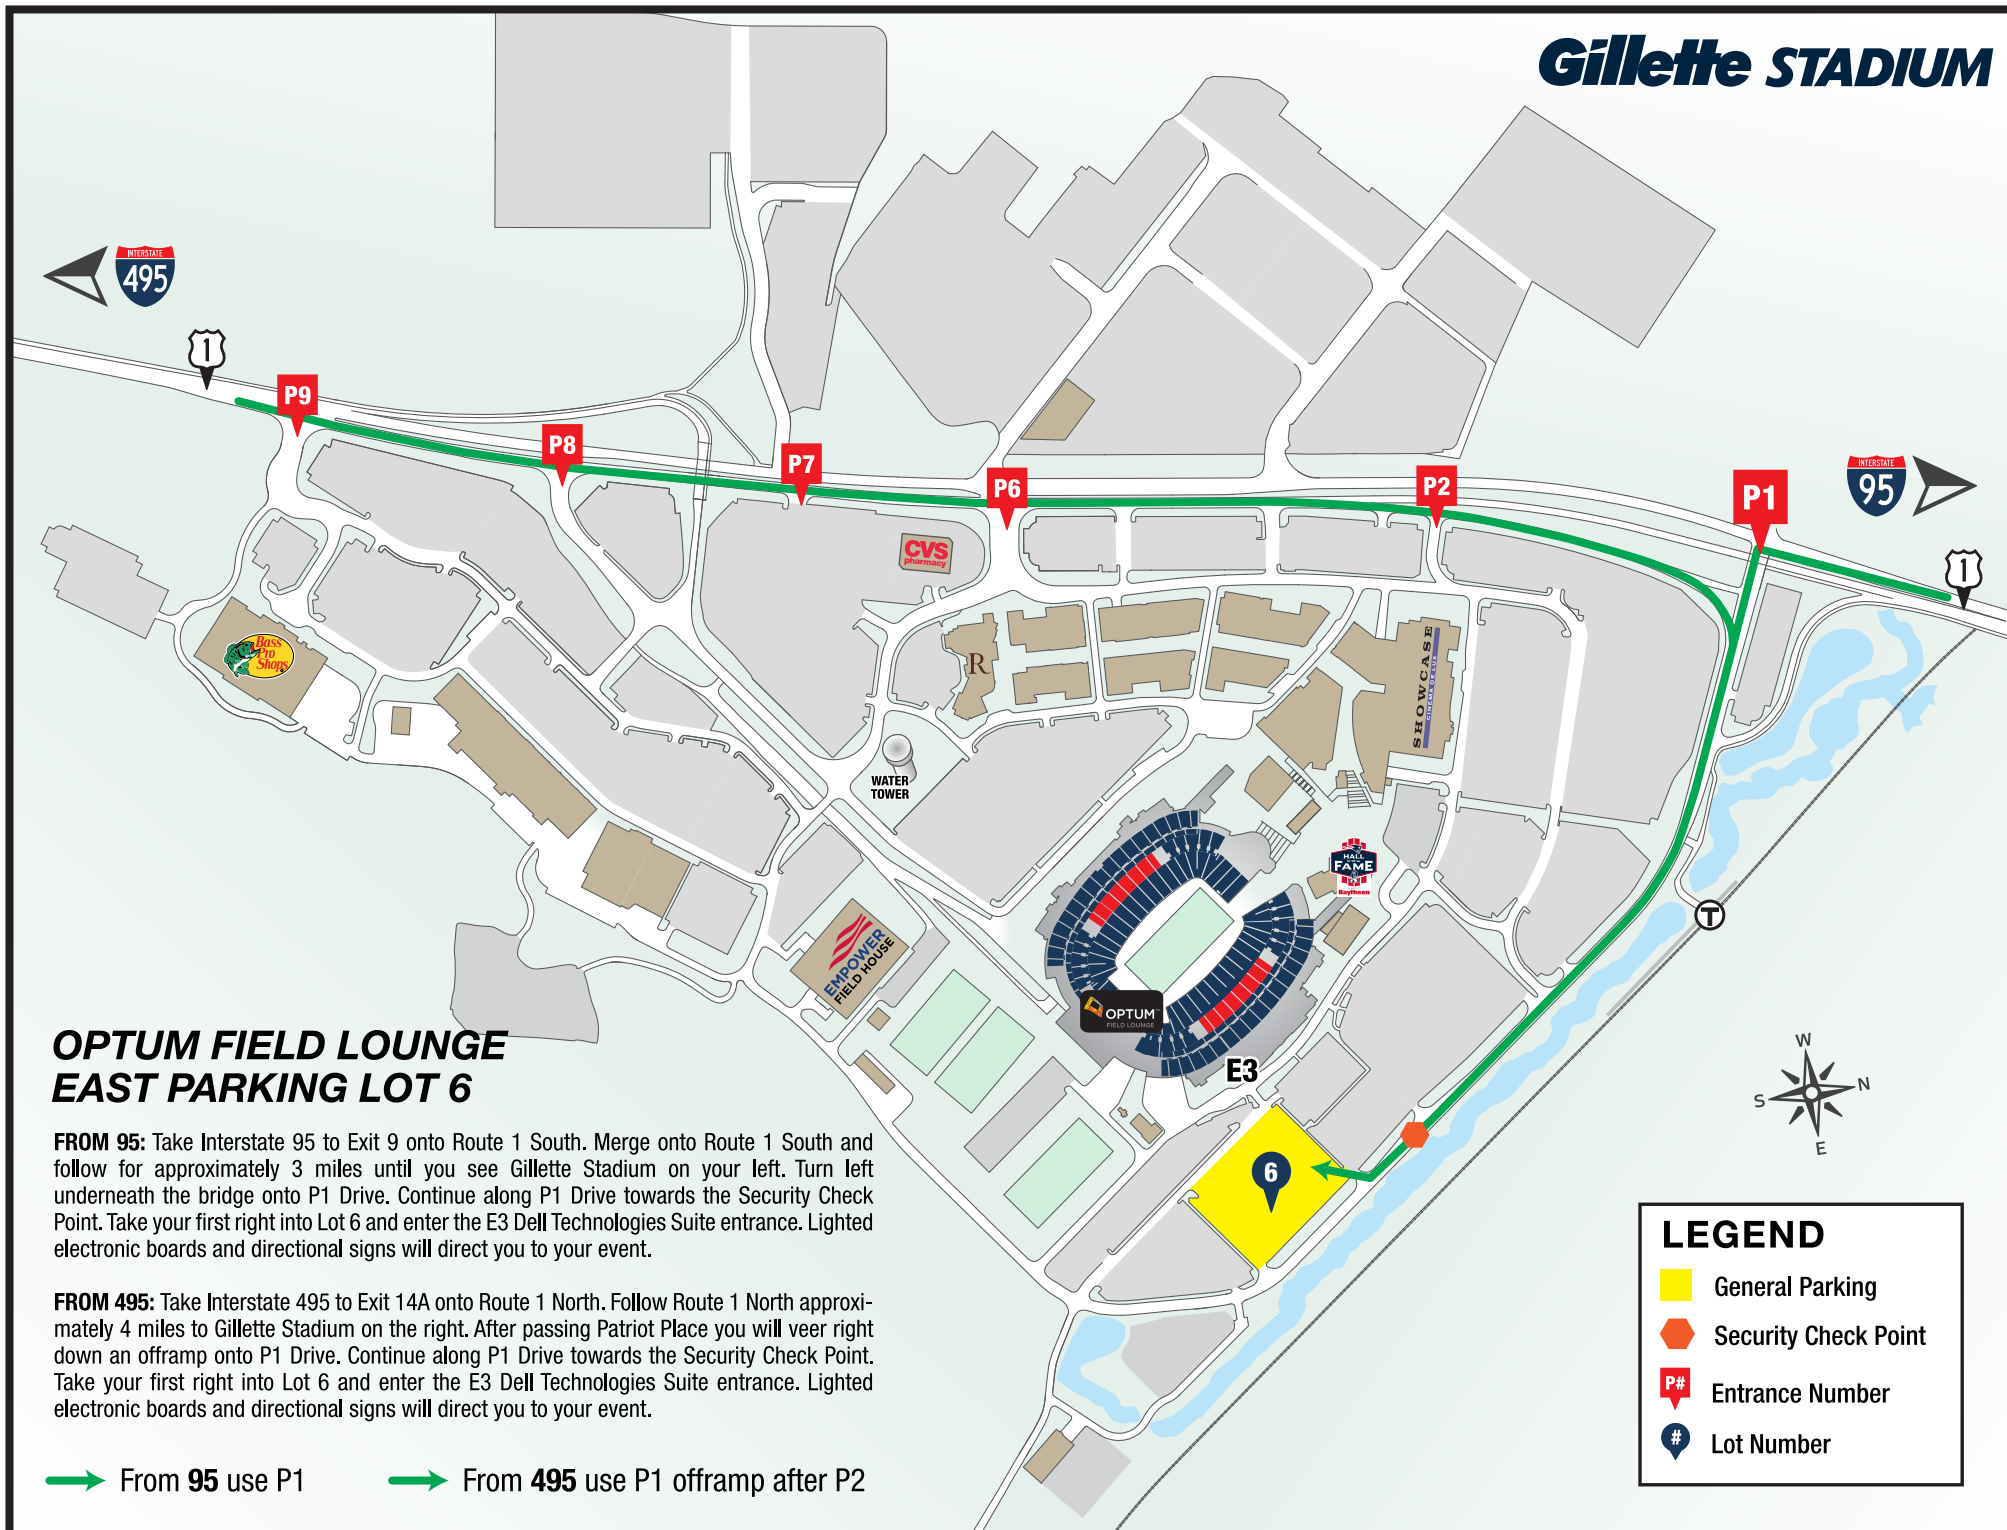 Gillette STADIUM
INTERSTATE
495
1
P9
P8
P7
P6
P2
P1
INTERSTATE
95
1
CVS
pharmacy
Bass
Pro
Shops
R
SHOWCASE
CINEMA DE LUX
WATER
TOWER
HALL
OF
FAME
Raytheon
T
EMPOWER
FIELD HOUSE
OPTUM
FIELD LOUNGE
E3
6
W
N
S
E
OPTUM FIELD LOUNGE
EAST PARKING LOT 6
FROM 95: Take Interstate 95 to Exit 9 onto Route 1 South. Merge onto Route 1 South and
follow for approximately 3 miles until you see Gillette Stadium on your left. Turn left
underneath the bridge onto P1 Drive. Continue along P1 Drive towards the Security Check
Point. Take your first right into Lot 6 and enter the E3 Dell Technologies Suite entrance. Lighted
electronic boards and directional signs will direct you to your event.
FROM 495: Take Interstate 495 to Exit 14A onto Route 1 North. Follow Route 1 North approxi-
mately 4 miles to Gillette Stadium on the right. After passing Patriot Place you will veer right
down an offramp onto P1 Drive. Continue along P1 Drive towards the Security Check Point.
Take your first right into Lot 6 and enter the E3 Dell Technologies Suite entrance. Lighted
electronic boards and directional signs will direct you to your event.
From 95 use P1
From 495 use P1 offramp after P2
LEGEND
General Parking
Security Check Point
P# Entrance Number
# Lot Number